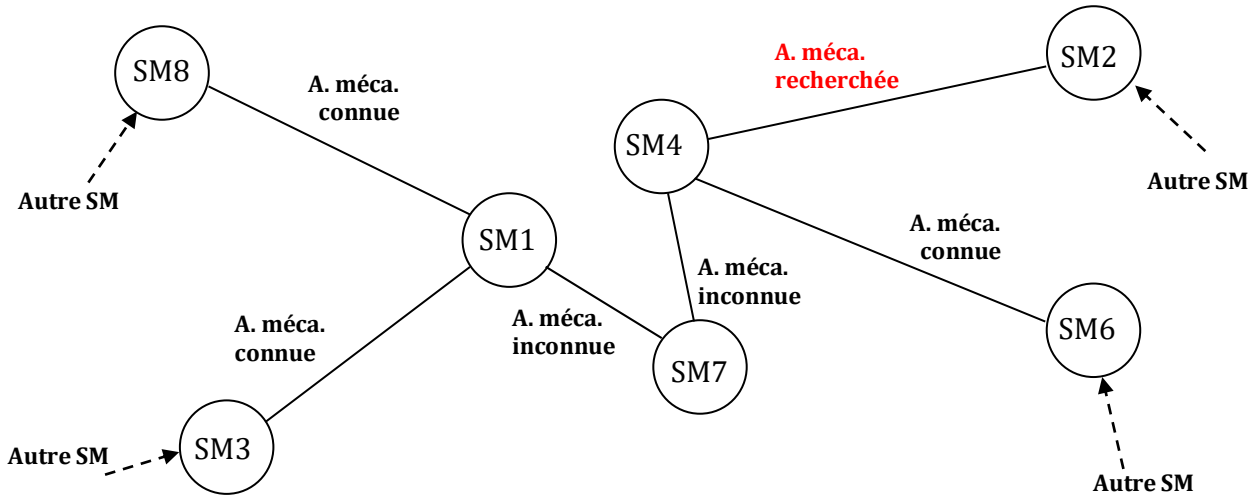 SM8
A. méca.
connue
Autre SM
A. méca.
recherchée
SM2
SM4
Autre SM
SM1
A. méca.
connue
A. méca.
inconnue
A. méca.
connue
A. méca.
inconnue
SM7
SM6
SM3
Autre SM
Autre SM